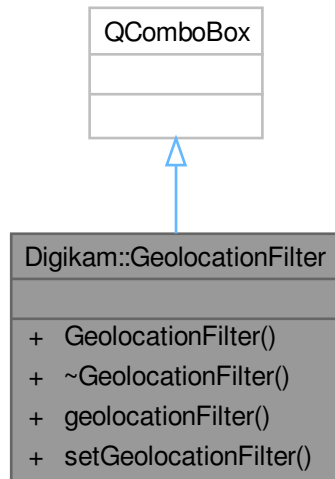 QComboBox
Digikam::GeolocationFilter
+ GeolocationFilter()
+ ~GeolocationFilter()
+ geolocationFilter()
+ setGeolocationFilter()